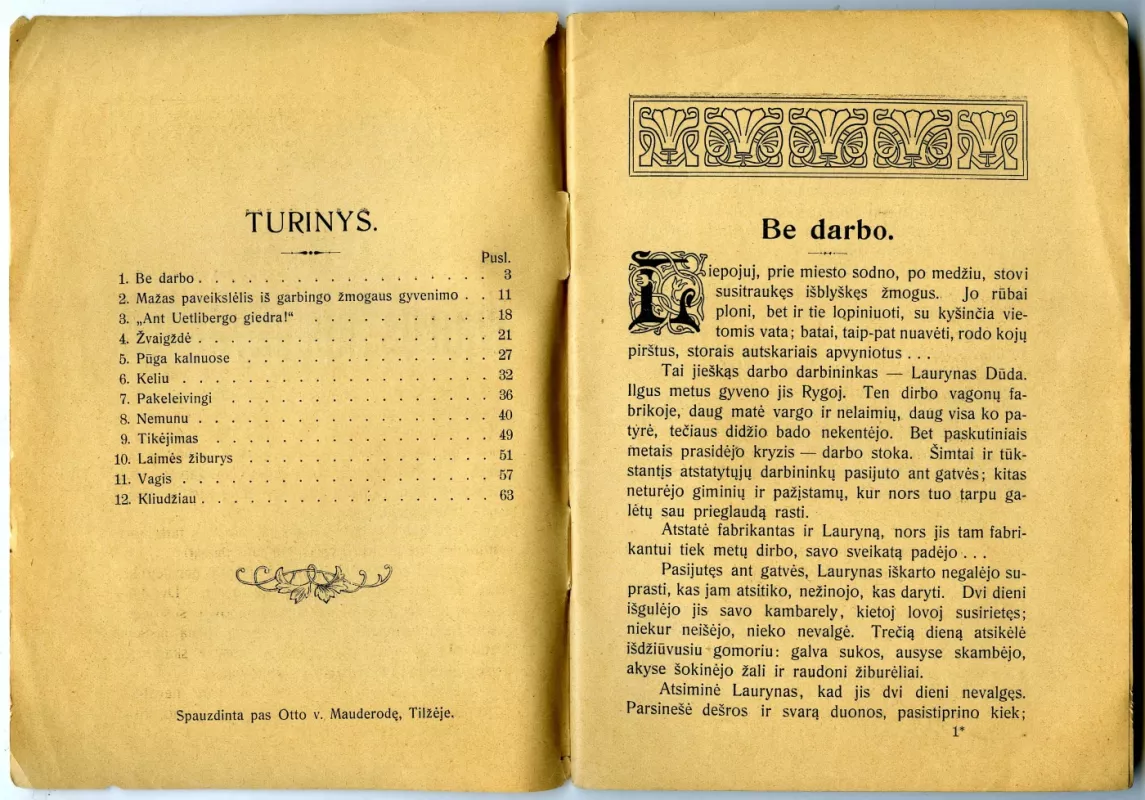 TURINYS.
Pusl.
1. Be darbo . . . . . . . . . . . . . . . . . . 3
2. Mažas paveikslėlis iš garbingo žmogaus gyvenimo . . 11
3. „Ant Uetlibergo giedra!“ . . . . . . . . . . . 18
4. Žvaigždė . . . . . . . . . . . . . . . . . . 21
5. Pūga kalnuose . . . . . . . . . . . . . . . 27
6. Keliu . . . . . . . . . . . . . . . . . . . 32
7. Pakeleivingi . . . . . . . . . . . . . . . . 36
8. Nemunu . . . . . . . . . . . . . . . . . . 40
9. Tikėjimas . . . . . . . . . . . . . . . . . 49
10. Laimės žiburys . . . . . . . . . . . . . . . 51
11. Vagis . . . . . . . . . . . . . . . . . . . 57
12. Kliudžiau . . . . . . . . . . . . . . . . . . 63
Spauzdinta pas Otto v. Mauderodę, Tilžėje.
Be darbo.
Liepojuj, prie miesto sodno, po medžiu, stovi
susitraukęs išblyškęs žmogus. Jo rūbai
ploni, bet ir tie lopiniuoti, su kyšinčia vie-
tomis vata; batai, taip-pat nuavėti, rodo kojų
pirštus, storais autskariais apvyniotus . . .
Tai jieškąs darbo darbininkas — Laurynas Dūda.
Ilgus metus gyveno jis Rygoj. Ten dirbo vagonų fa-
brikoje, daug matė vargo ir nelaimių, daug visa ko pa-
tyrė, tečiaus didžio bado nekentėjo. Bet paskutiniais
metais prasidėjo kryzis — darbo stoka. Šimtai ir tūk-
stantįs atstatytųjų darbininkų pasijuto ant gatvės; kitas
neturėjo giminių ir pažįstamų, kur nors tuo tarpu ga-
lėtų sau prieglaudą rasti.
Atstatė fabrikantas ir Lauryną, nors jis tam fabri-
kantui tiek metų dirbo, savo sveikatą padėjo . . .
Pasijutęs ant gatvės, Laurynas iškarto negalėjo su-
prasti, kas jam atsitiko, nežinojo, kas daryti. Dvi dieni
išgulėjo jis savo kambarely, kietoj lovoj susirietęs;
niekur neišėjo, nieko nevalgė. Trečią dieną atsikėlė
išdžiūvusiu gomoriu: galva sukos, ausyse skambėjo,
akyse šokinėjo žali ir raudoni žiburėliai.
Atsiminė Laurynas, kad jis dvi dieni nevalgęs.
Parsinešė dešros ir svarą duonos, pasistiprino kiek;
1*